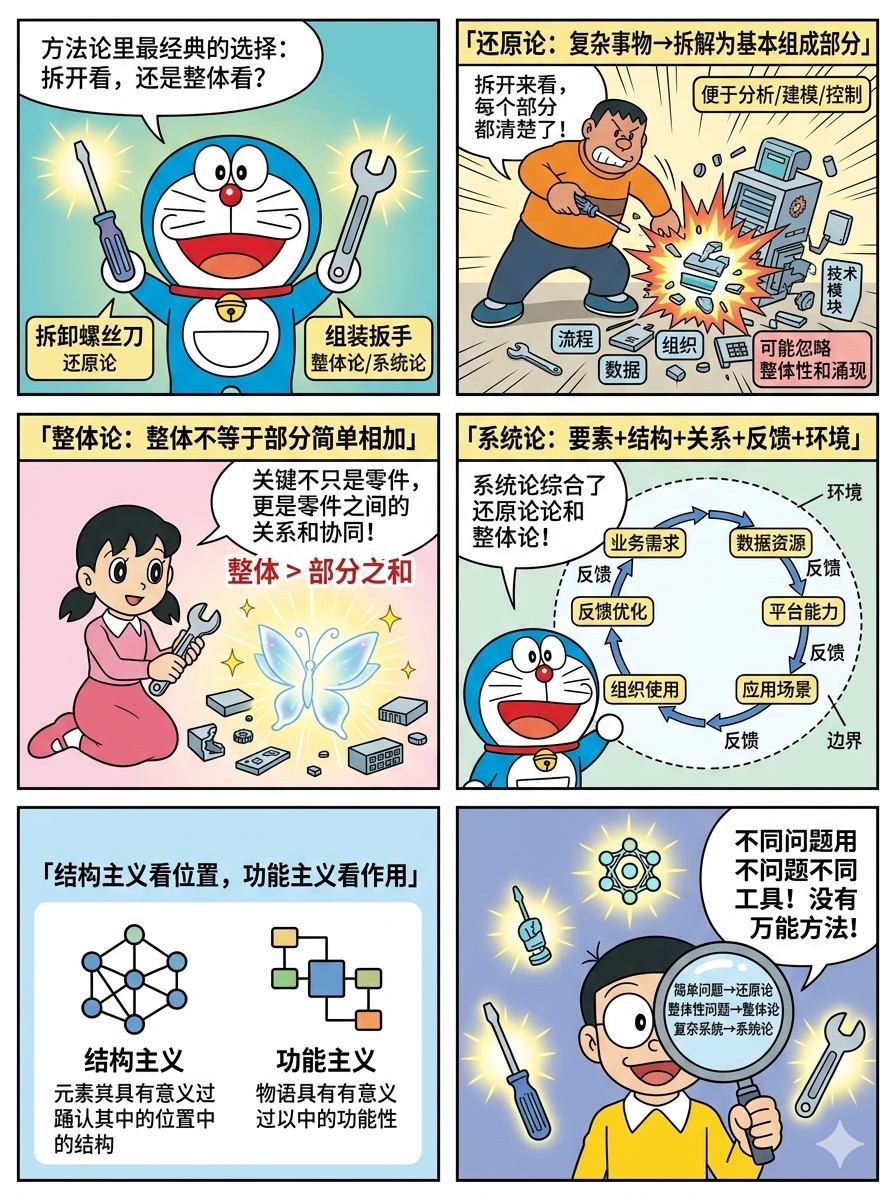 方法论里最经典的选择：
拆开看，还是整体看？
拆卸螺丝刀
还原论
组装扳手
整体论/系统论
「还原论：复杂事物→拆解为基本组成部分」
拆开来看，
每个部分
都清楚了！
便于分析/建模/控制
技术
模
块
流程
数据
组织
可能忽略
整体性和涌现
「整体论：整体不等于部分简单相加」
关键不只是零件，
更是零件之间的
关系和协同！
整体 > 部分之和
「系统论：要素+结构+关系+反馈+环境」
系统论综合了
还原论论和
整体论！
环境
业务需求
数据资源
反馈
反馈
反馈优化
平台能力
反馈
组织使用
应用场景
反馈
边界
「结构主义看位置，功能主义看作用」
结构主义
元素其具有意义过
踊认其中的位置中
的结构
功能主义
物语具有有意义
过以中的功能性
不同问题用
不问题不同
工具！没有
万能方法！
简单问题→还原论
整体性问题→整体论
复杂系统→系统论